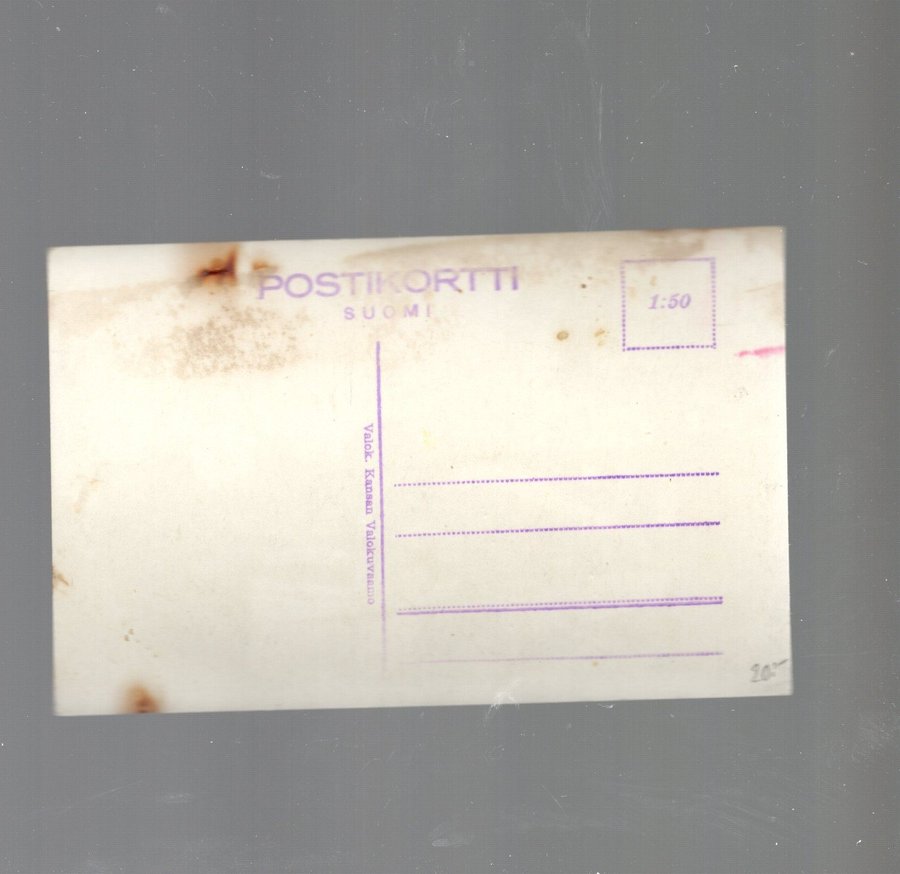 POSTIKORTTI
SUOMI
1:50
Valok. Kansan Valokuvaamo
20:-